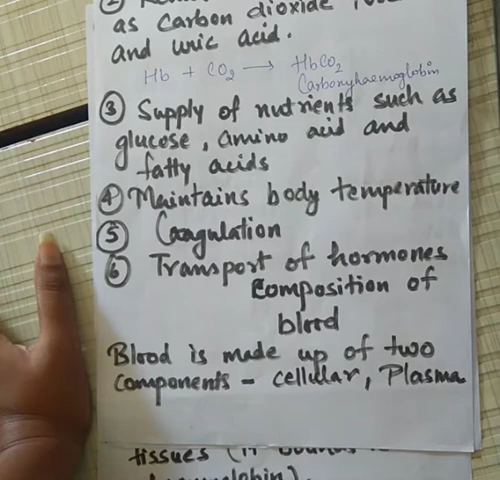 ②
as Carbon dioxide
and uric acid.
Hb + CO₂ → HbCO₂
Carbonyhaemoglobin
③ Supply of nutrients such as
glucose, amino acid and
fatty acids
④ Maintains body temperature
⑤ Coagulation
⑥ Transport of hormones
Composition of
blood
Blood is made up of two
components - cellular, Plasma
tissues